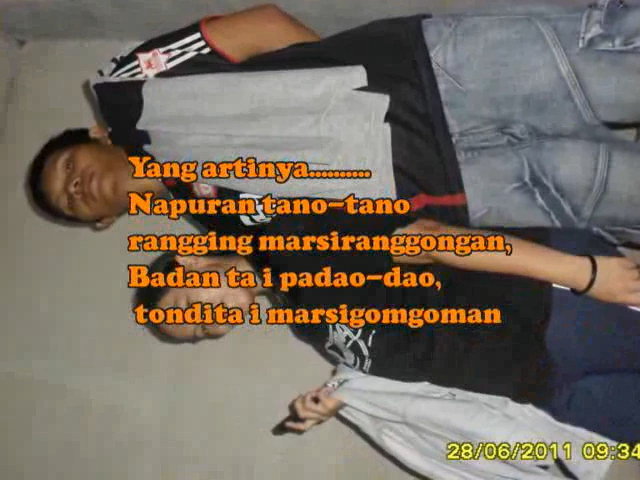 Yang artinya..........
Napuran tano-tano
rangging marsiranggongan,
Badan ta i padao-dao,
tondita i marsigomgoman
28/06/2011 09:34